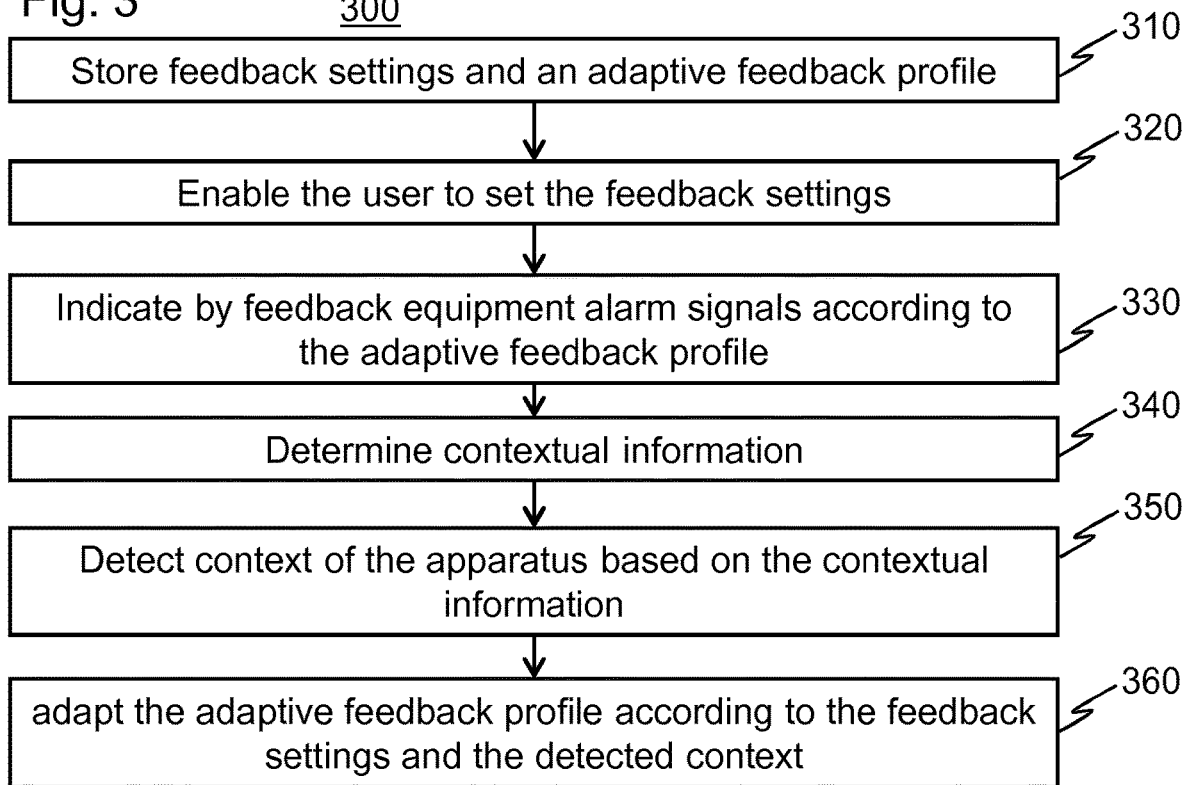 Fig. 3
300
310
Store feedback settings and an adaptive feedback profile
320
Enable the user to set the feedback settings
330
Indicate by feedback equipment alarm signals according to
the adaptive feedback profile
340
Determine contextual information
350
Detect context of the apparatus based on the contextual
information
360
adapt the adaptive feedback profile according to the feedback
settings and the detected context